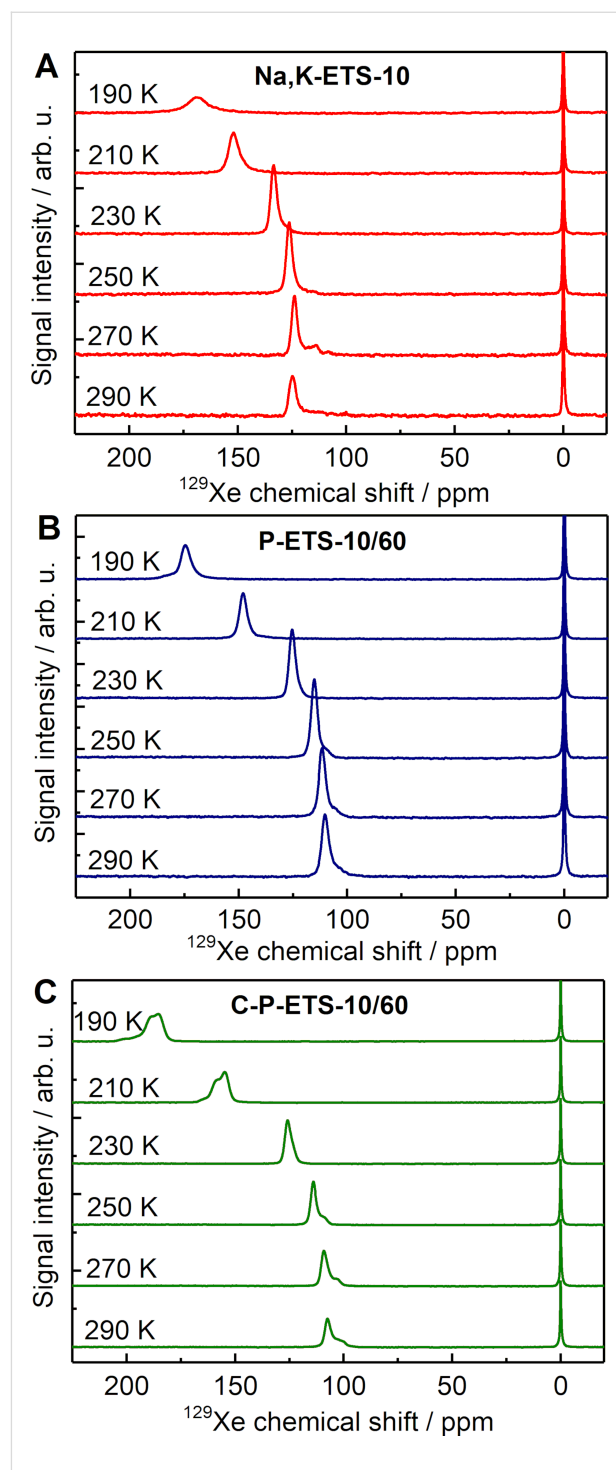 A
Na,K-ETS-10
190 K
210 K
230 K
250 K
270 K
290 K
Signal intensity / arb. u.
200 150 100 50 0
¹²⁹Xe chemical shift / ppm
B
P-ETS-10/60
190 K
210 K
230 K
250 K
270 K
290 K
Signal intensity / arb. u.
200 150 100 50 0
¹²⁹Xe chemical shift / ppm
C
C-P-ETS-10/60
190 K
210 K
230 K
250 K
270 K
290 K
Signal intensity / arb. u.
200 150 100 50 0
¹²⁹Xe chemical shift / ppm